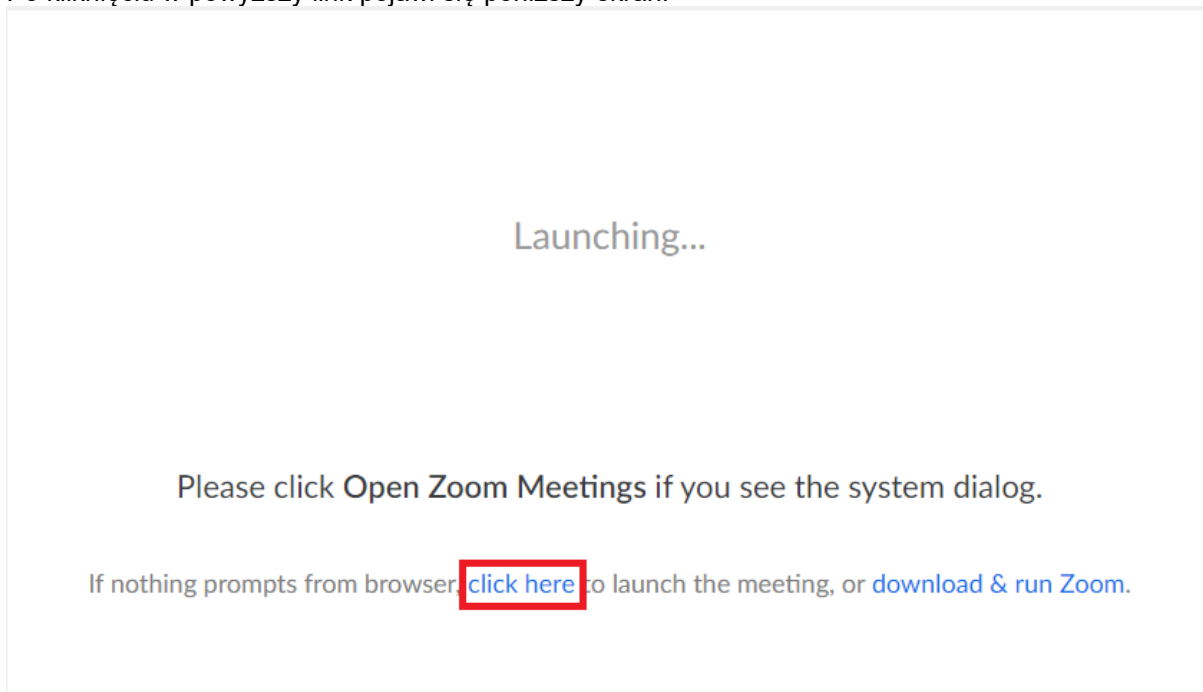 Launching...
Please click Open Zoom Meetings if you see the system dialog.
If nothing prompts from browser, click here to launch the meeting, or download & run Zoom.